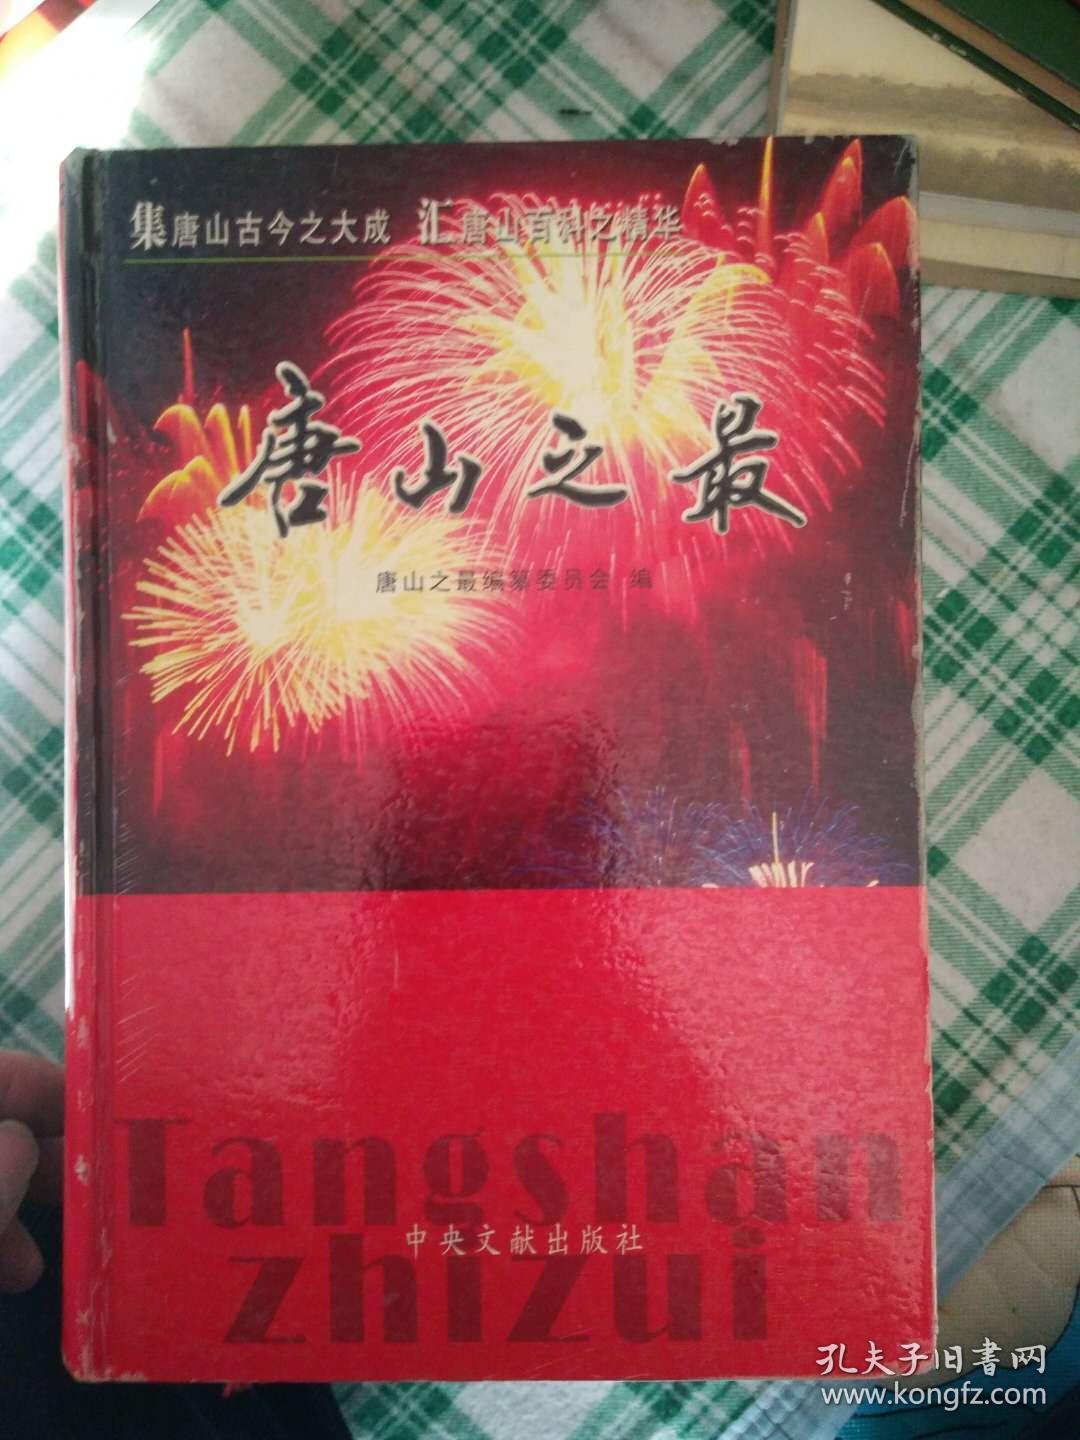 集唐山古今之大成 汇唐山百科之精华
唐山之最
唐山之最编纂委员会 编
Tangshan
中央文献出版社
zhizui
孔夫子旧书网
www.kongfz.com